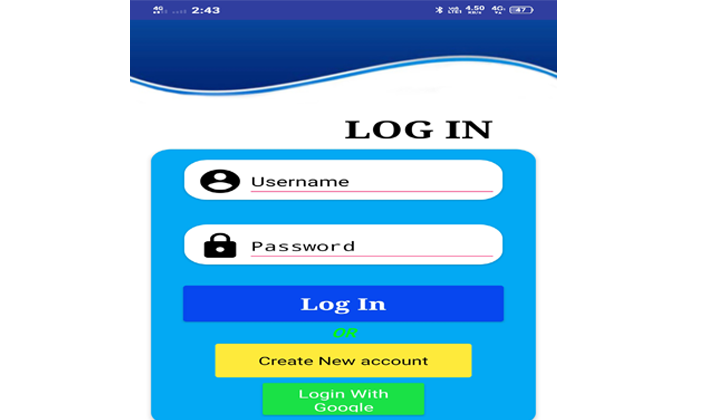 4G 2:43 4.50 KB/S 4G 47
LOG IN
Username
Password
Log In
OR
Create New account
Login With
Google